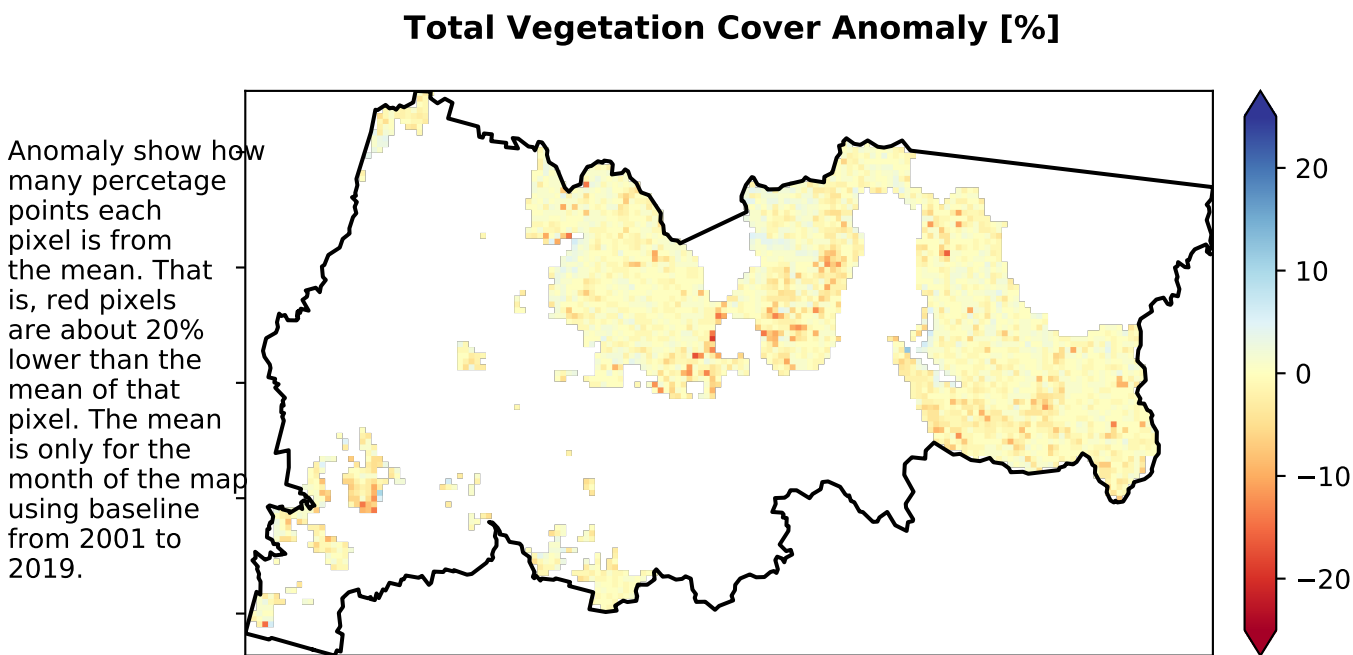 Total Vegetation Cover Anomaly [%]
Anomaly show how
many percetage
points each
pixel is from
the mean. That
is, red pixels
are about 20%
lower than the
mean of that
pixel. The mean
is only for the
month of the map
using baseline
from 2001 to
2019.
20
10
0
−10
−20